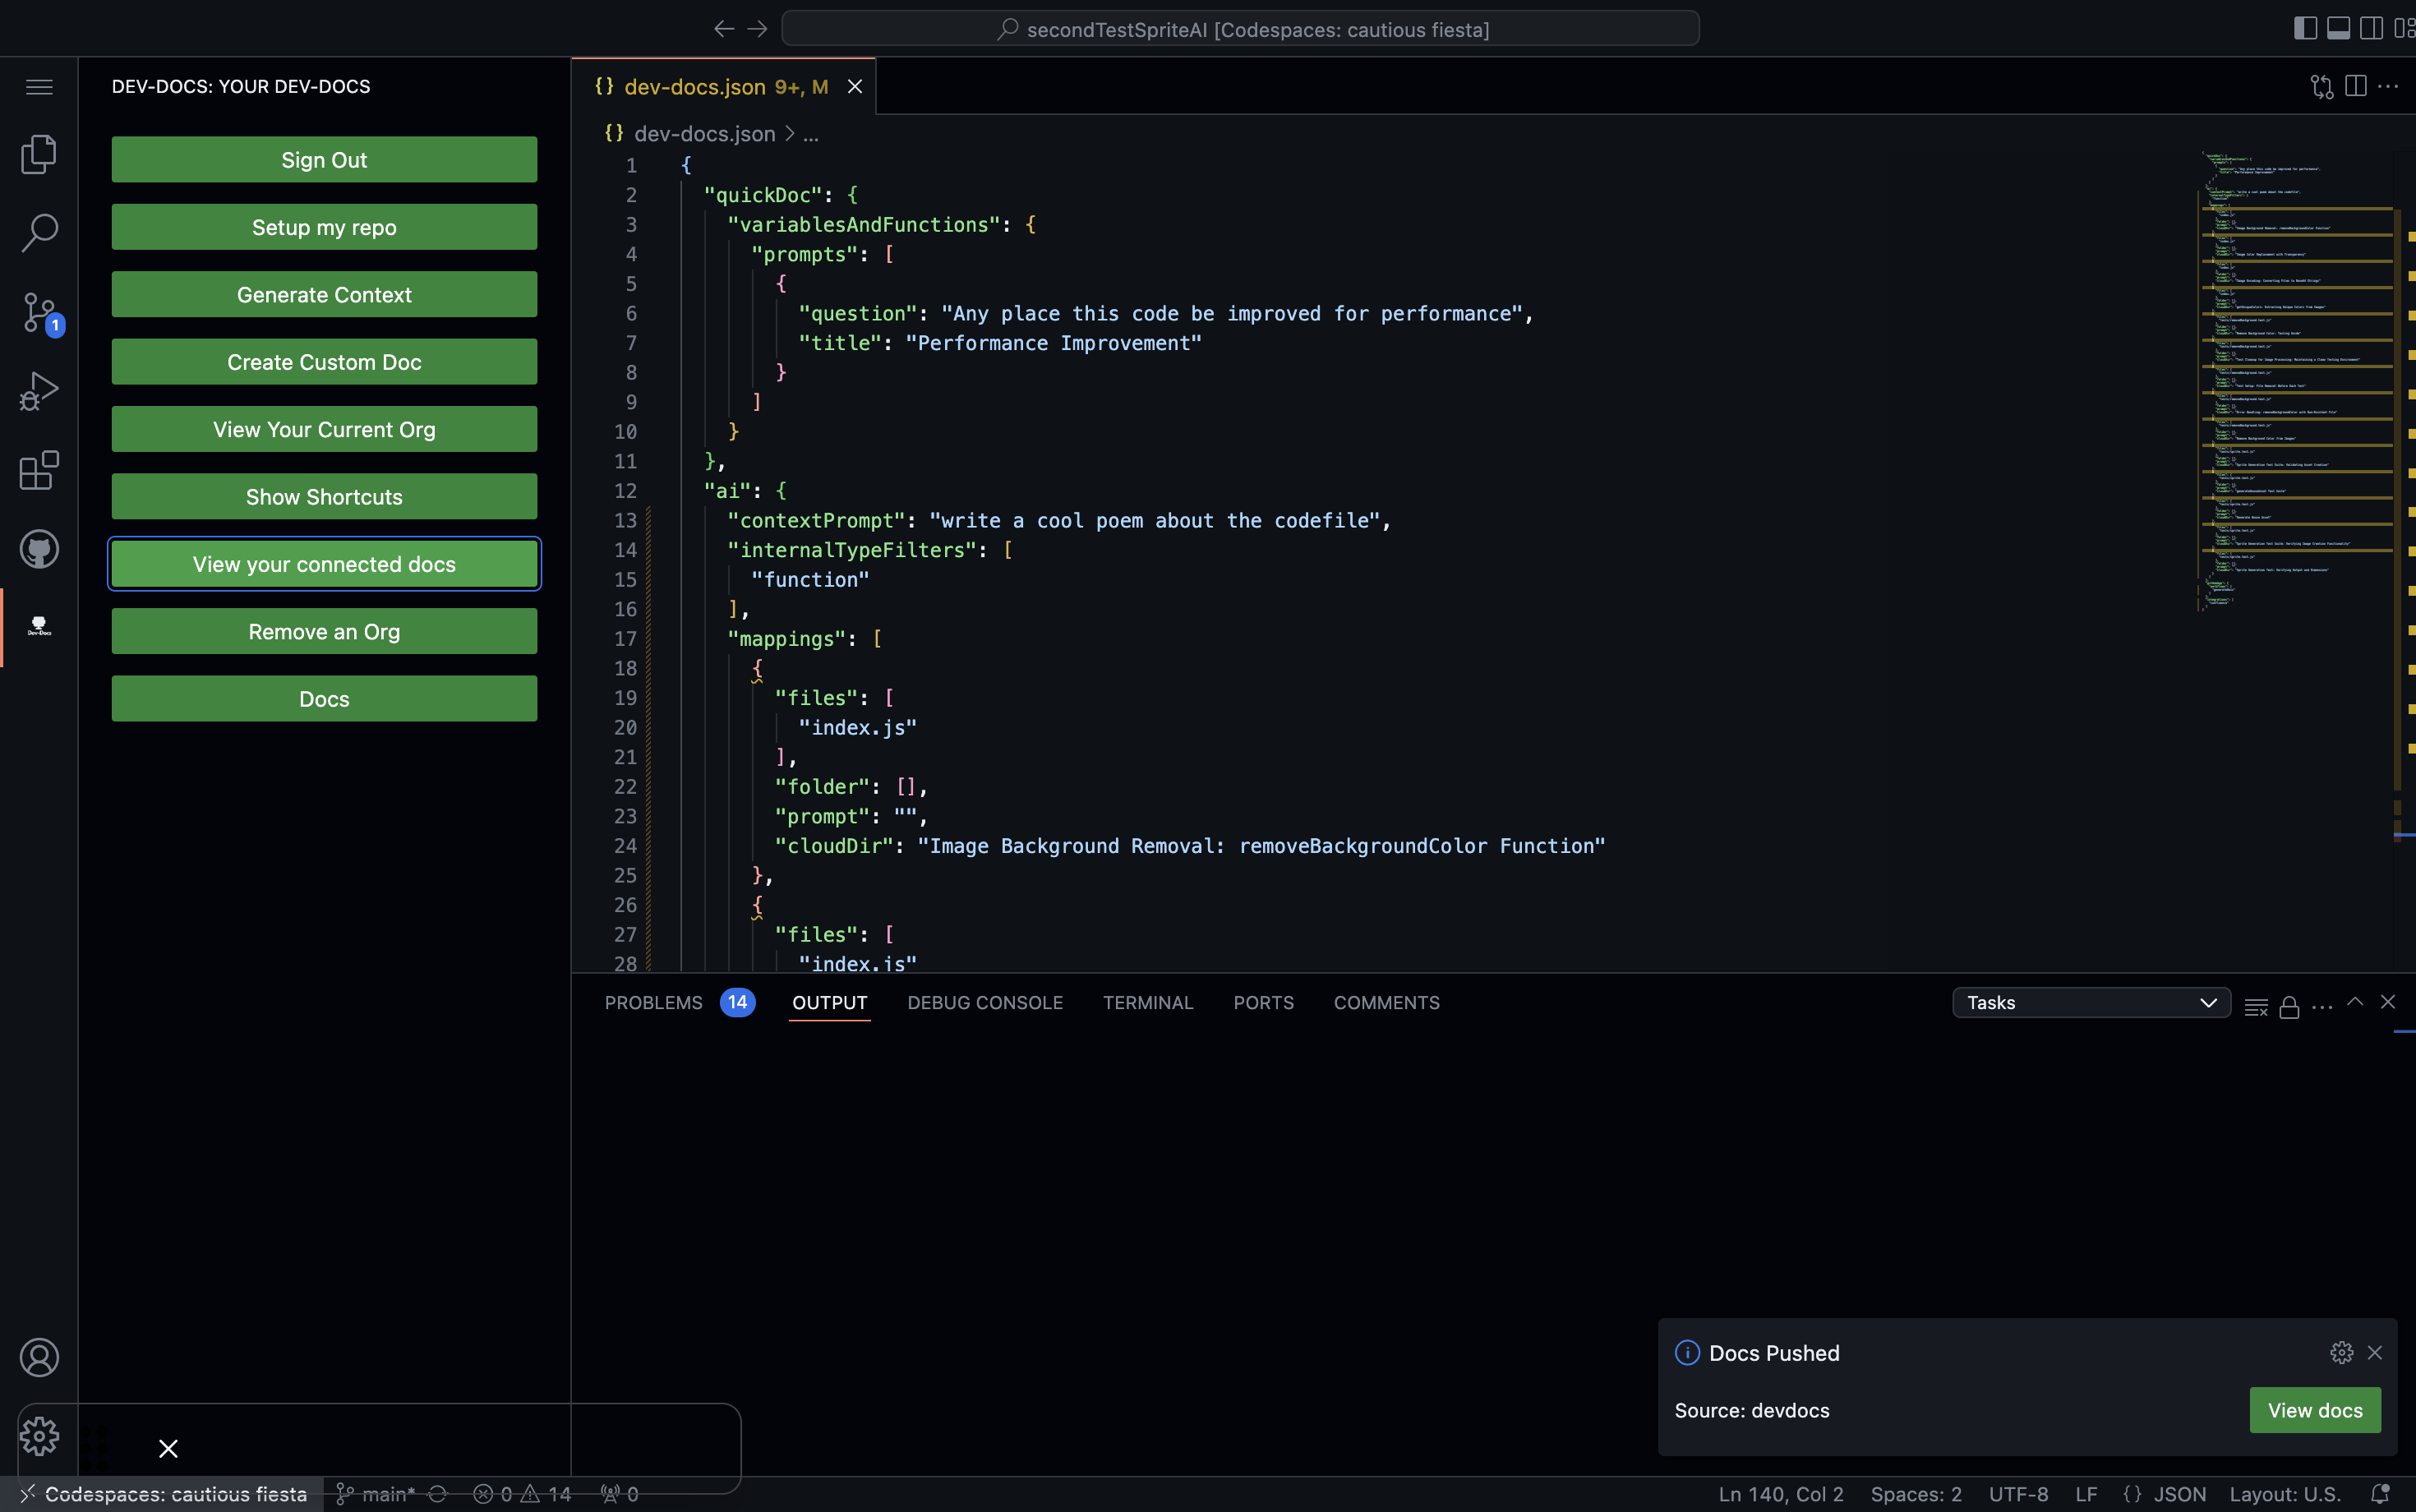 secondTestSpriteAI [Codespaces: cautious fiesta]
DEV-DOCS: YOUR DEV-DOCS
Sign Out
Setup my repo
Generate Context
Create Custom Doc
View Your Current Org
Show Shortcuts
View your connected docs
Remove an Org
Docs
1
Dev-Docs
{} dev-docs.json 9+, M
{} dev-docs.json > ...
1 {
2 "quickDoc": {
3 "variablesAndFunctions": {
4 "prompts": [
5 {
6 "question": "Any place this code be improved for performance",
7 "title": "Performance Improvement"
8 }
9 ]
10 }
11 },
12 "ai": {
13 "contextPrompt": "write a cool poem about the codefile",
14 "internalTypeFilters": [
15 "function"
16 ],
17 "mappings": [
18 {
19 "files": [
20 "index.js"
21 ],
22 "folder": [],
23 "prompt": "",
24 "cloudDir": "Image Background Removal: removeBackgroundColor Function"
25 },
26 {
27 "files": [
28 "index.js"
PROBLEMS 14 OUTPUT DEBUG CONSOLE TERMINAL PORTS COMMENTS
Tasks
Docs Pushed
Source: devdocs
View docs
Codespaces: cautious fiesta main* 0 14 0
Ln 140, Col 2 Spaces: 2 UTF-8 LF {} JSON Layout: U.S.